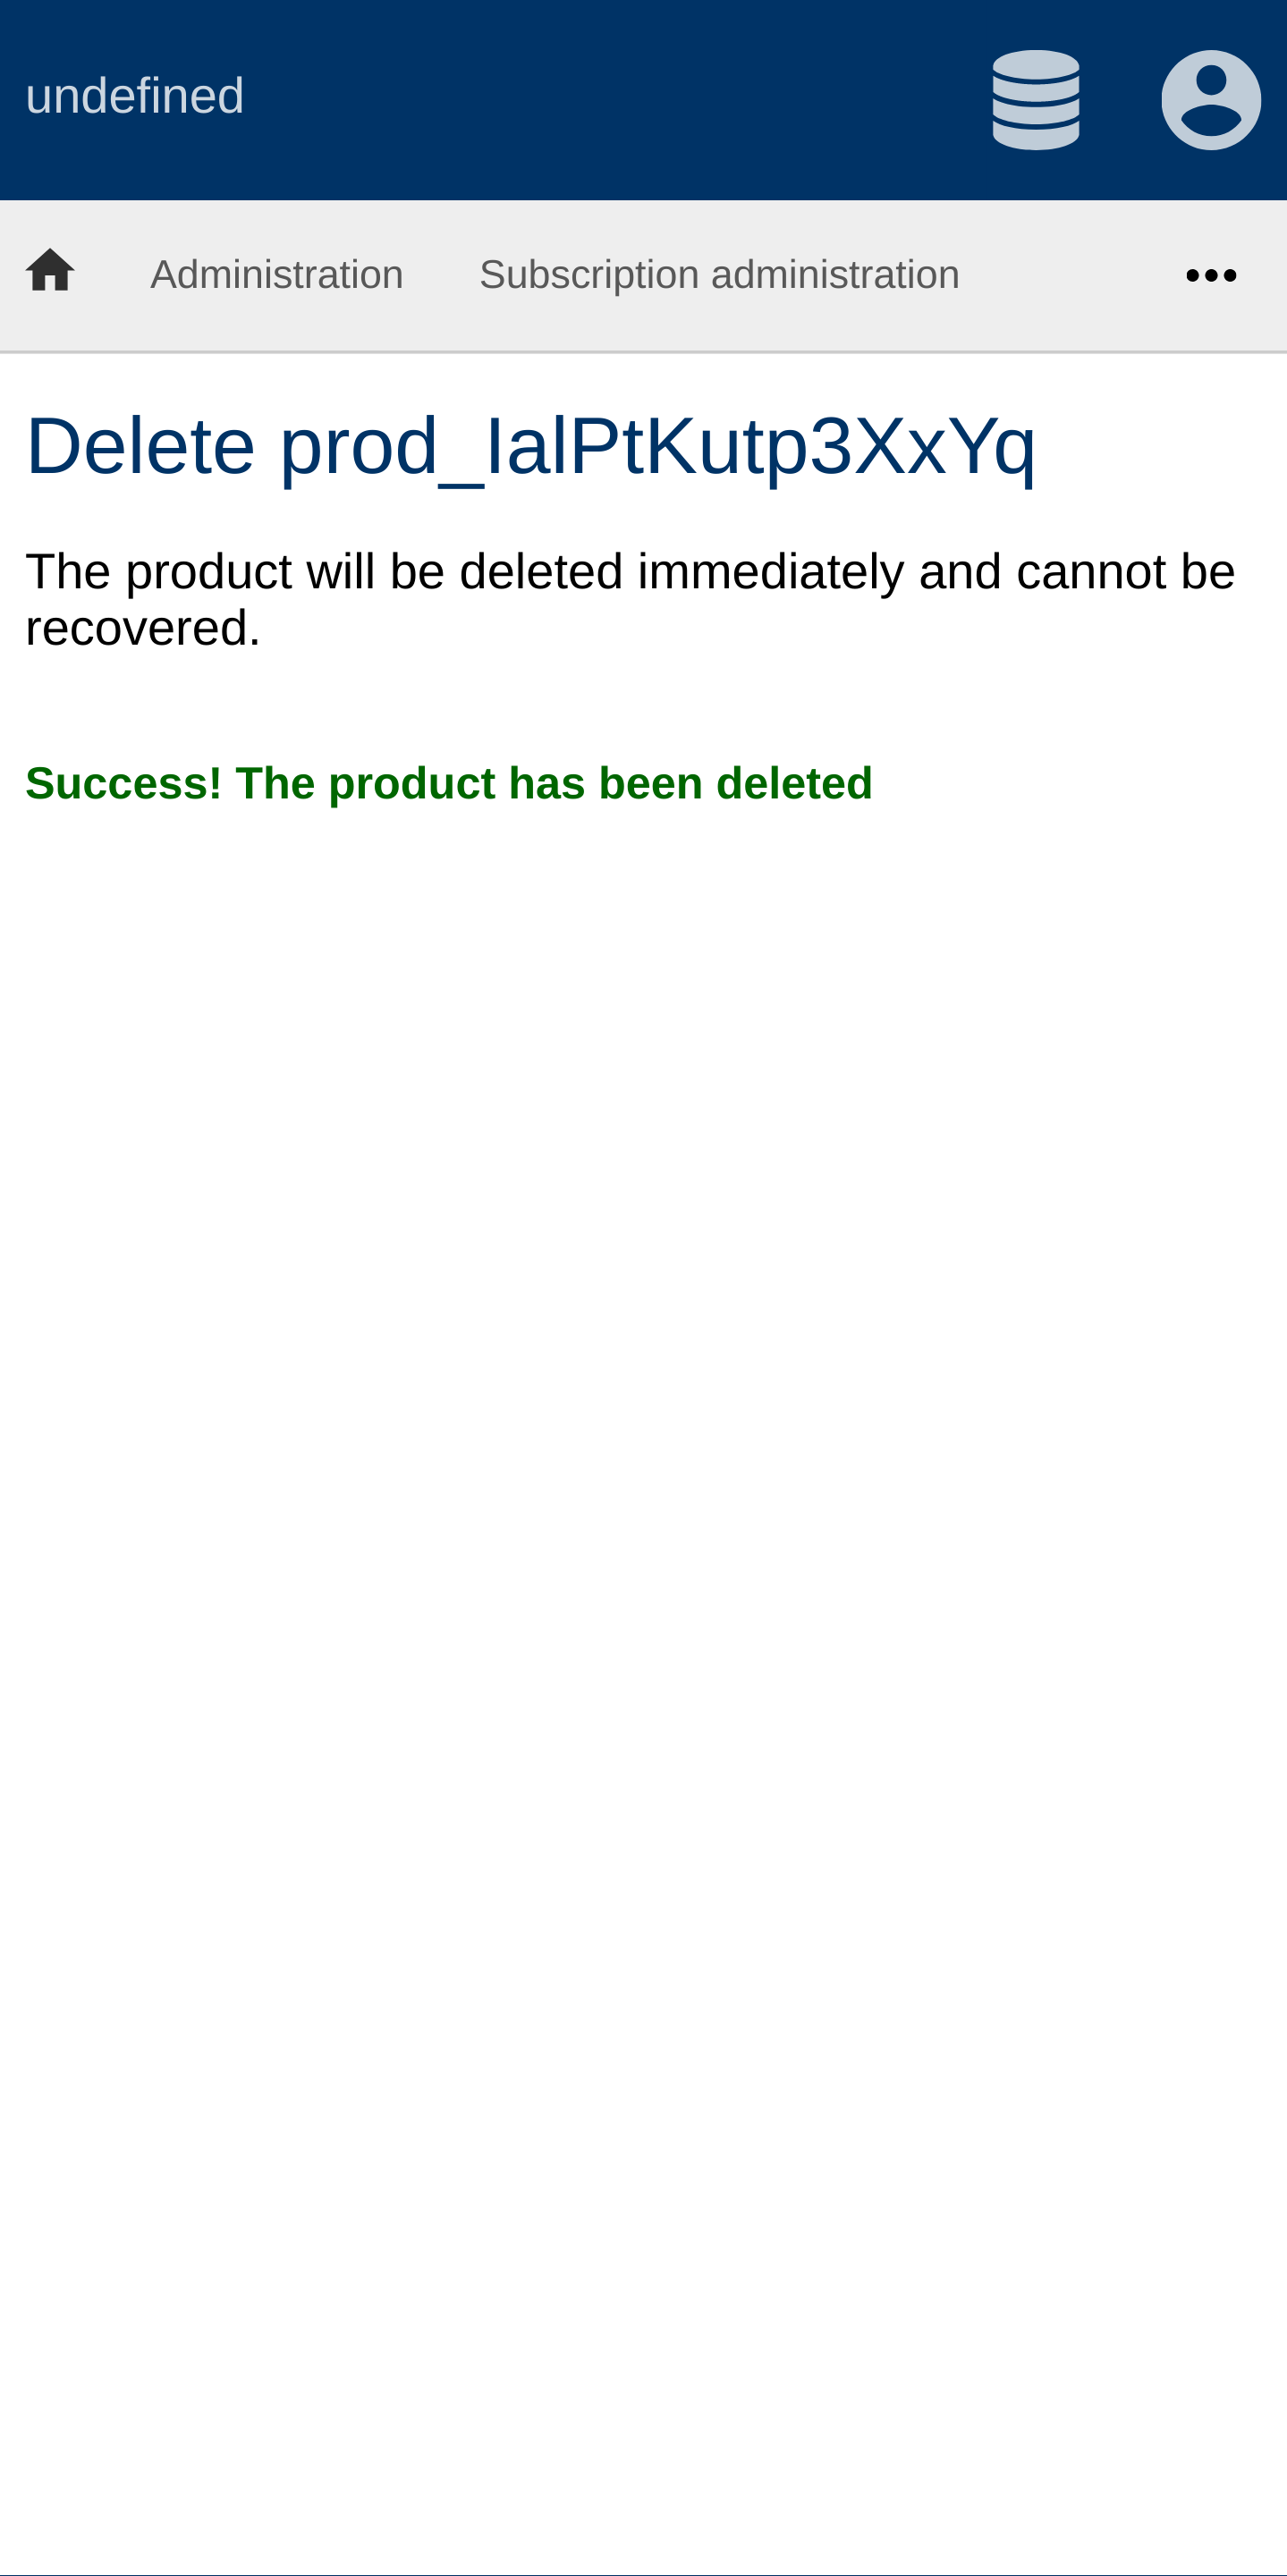 undefined
Administration Subscription administration
Delete prod_IalPtKutp3XxYq
The product will be deleted immediately and cannot be
recovered.
Success! The product has been deleted